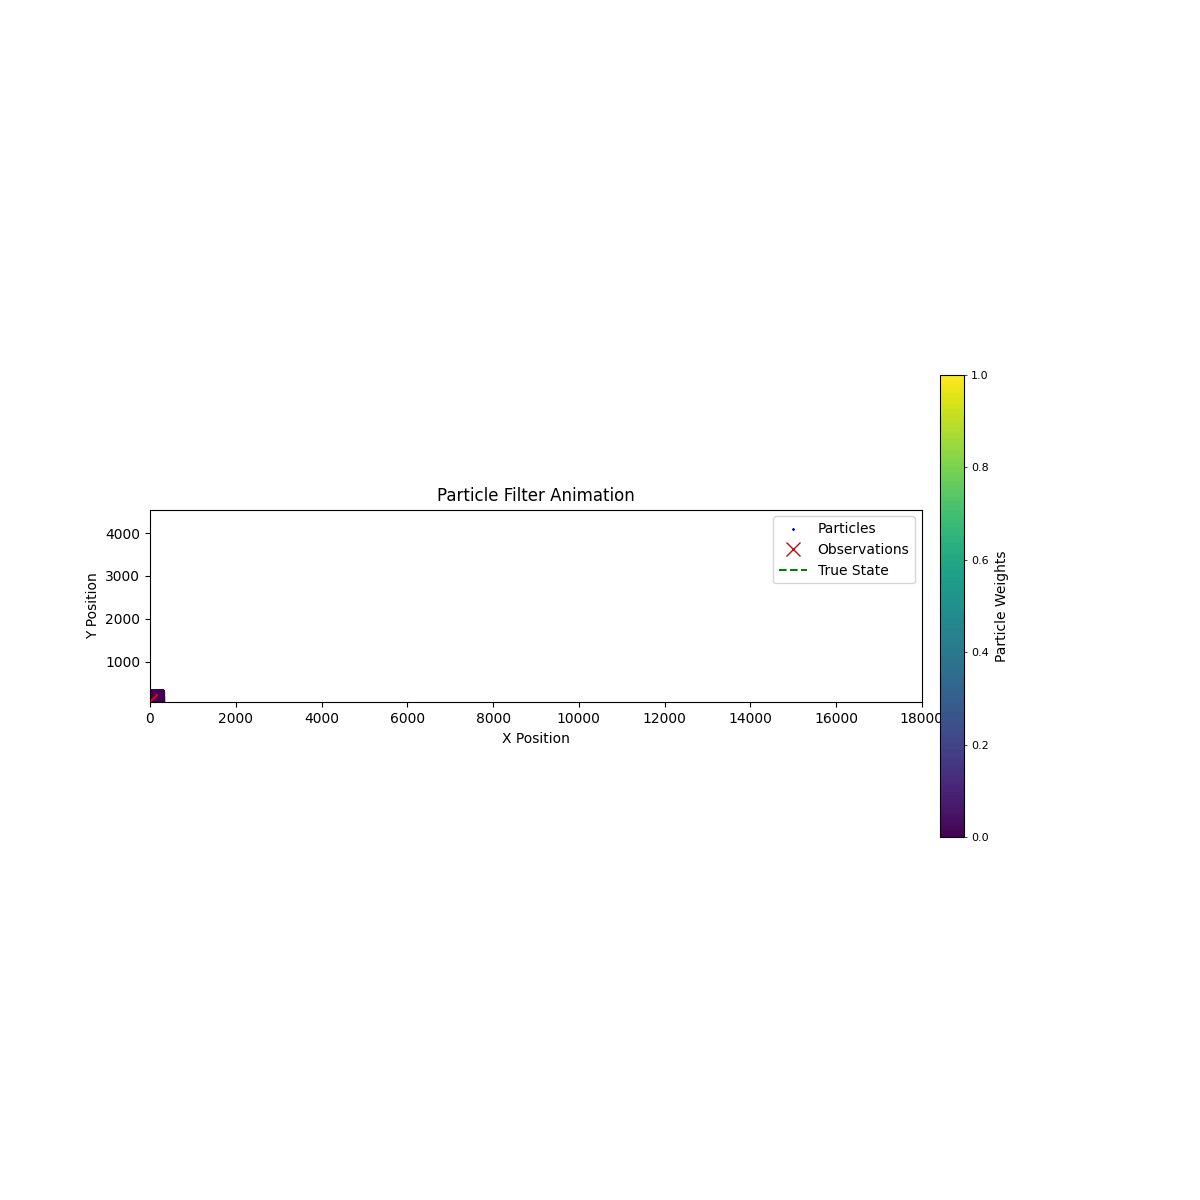 Particle Filter Animation
Particles
Observations
True State
4000
3000
2000
1000
Y Position
0 2000 4000 6000 8000 10000 12000 14000 16000 18000
X Position
1.0
0.8
0.6
0.4
0.2
0.0
Particle Weights